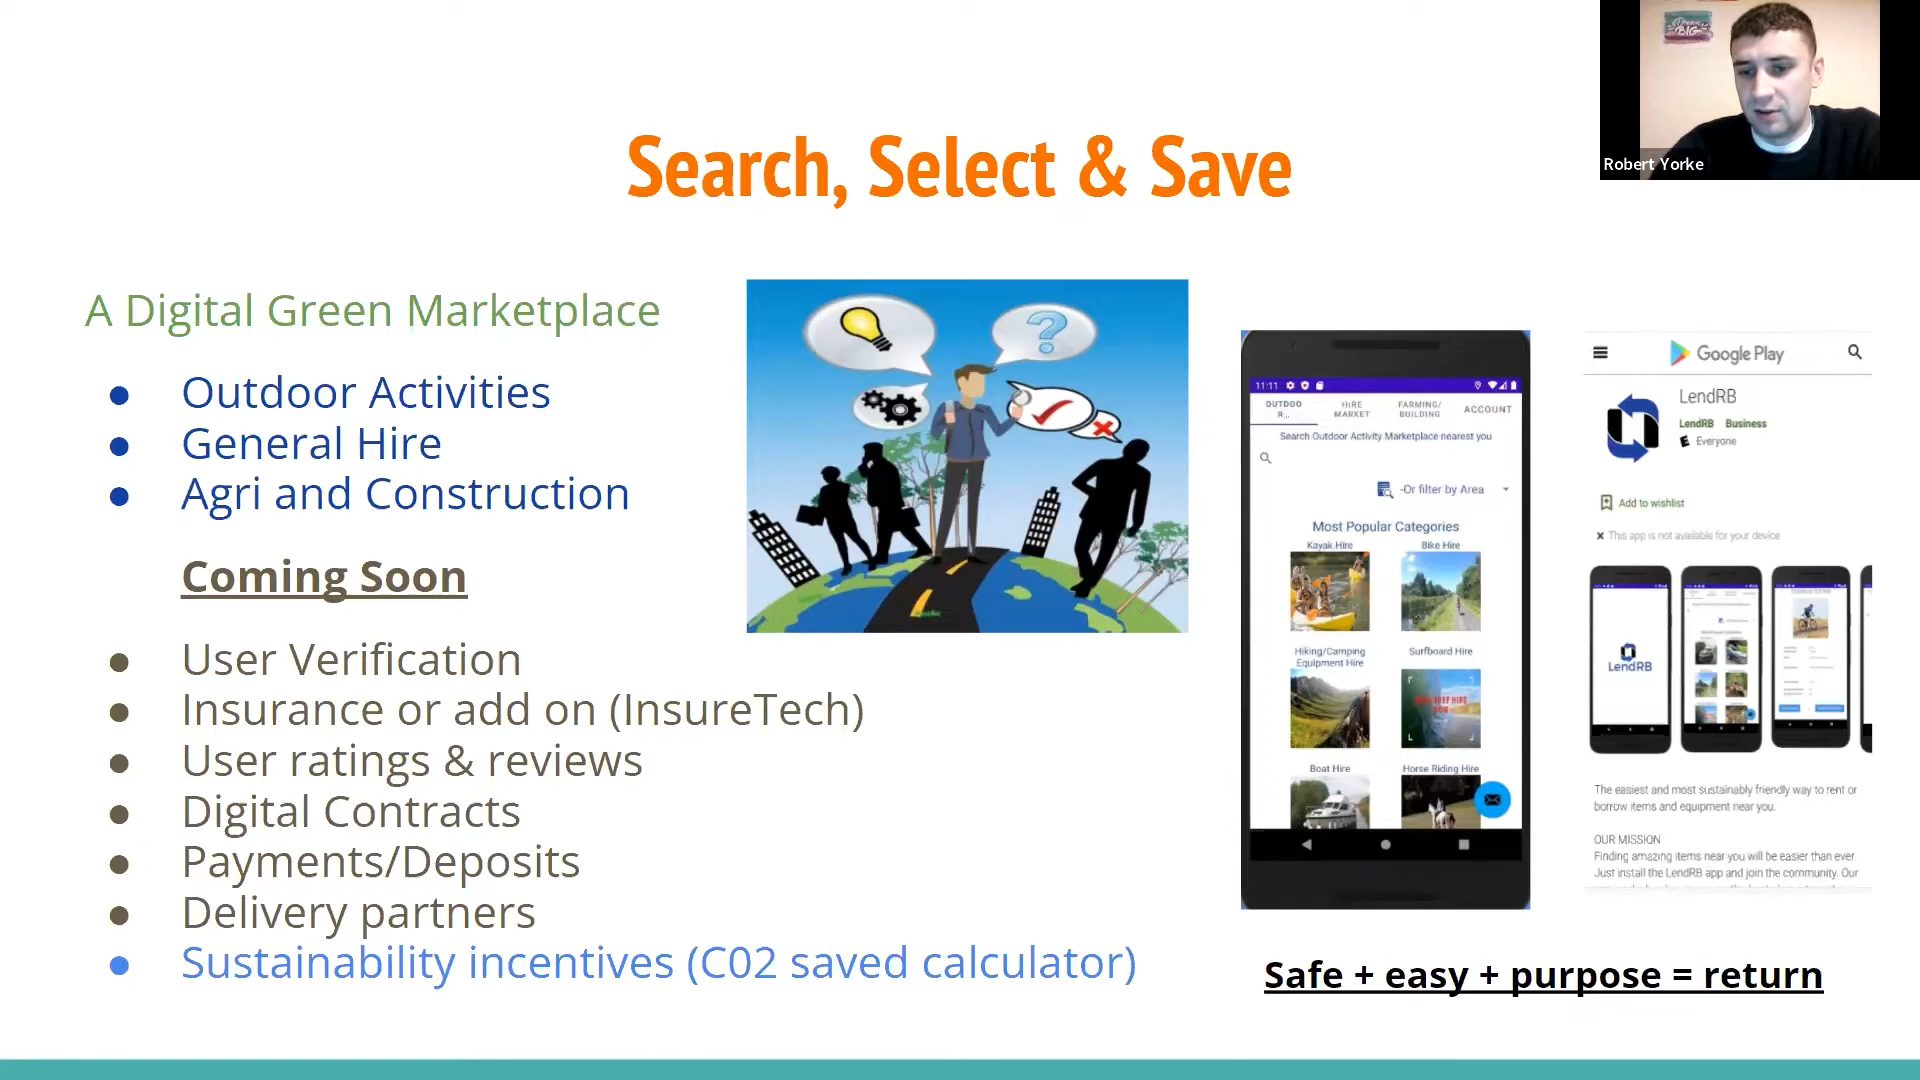 Dream
BIG
Robert Yorke
Search, Select & Save
A Digital Green Marketplace
● Outdoor Activities
● General Hire
● Agri and Construction
Coming Soon
● User Verification
● Insurance or add on (InsureTech)
● User ratings & reviews
● Digital Contracts
● Payments/Deposits
● Delivery partners
● Sustainability incentives (C02 saved calculator)
11:11
OUTDOO
R...
HIRE
MARKET
FARMING/
BUILDING
ACCOUNT
Search Outdoor Activity Marketplace nearest you
-Or filter by Area
Most Popular Categories
Kayak Hire
Bike Hire
Hiking/Camping
Equipment Hire
Surfboard Hire
Boat Hire
Horse Riding Hire
Google Play
LendRB
LendRB Business
Everyone
Add to wishlist
This app is not available for your device
LendRB
The easiest and most sustainably friendly way to rent or
borrow items and equipment near you.
OUR MISSION
Finding amazing items near you will be easier than ever.
Just install the LendRB app and join the community. Our
Safe + easy + purpose = return